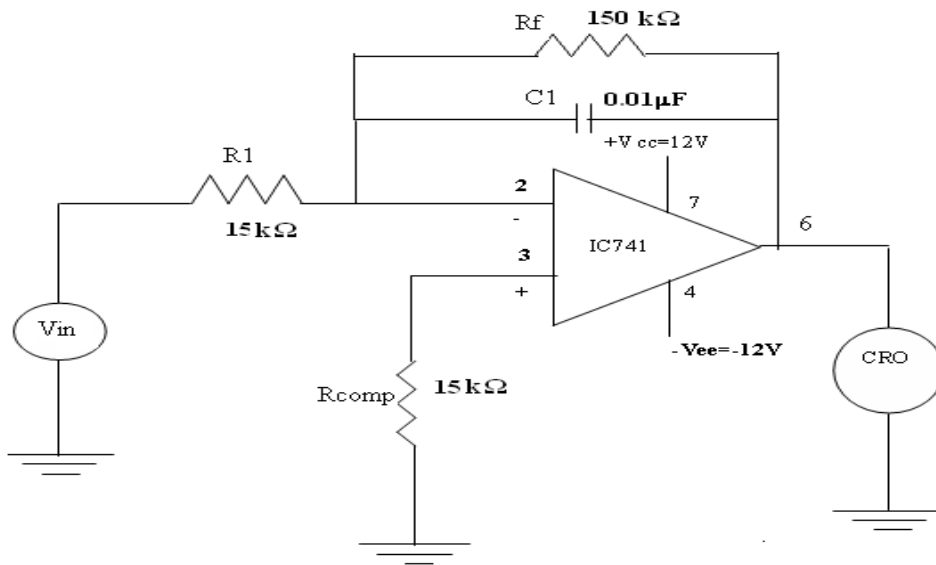 Rf
150 kΩ
C1
0.01µF
+V cc=12V
R1
15kΩ
2
-
7
6
IC741
3
+
4
Vin
- Vee=-12V
CRO
Rcomp
15kΩ